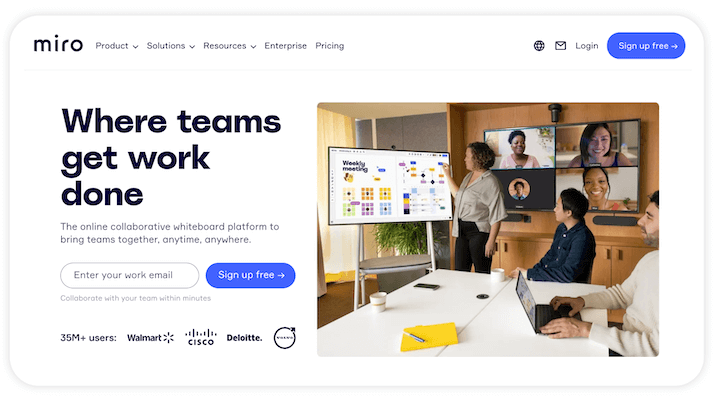 miro
Product Solutions Resources Enterprise Pricing
Login Sign up free →
Where teams
get work
done
The online collaborative whiteboard platform to
bring teams together, anytime, anywhere.
Enter your work email
Sign up free →
Collaborate with your team within minutes
35M+ users: Walmart CISCO Deloitte. VOLVO
Weekly
meeting